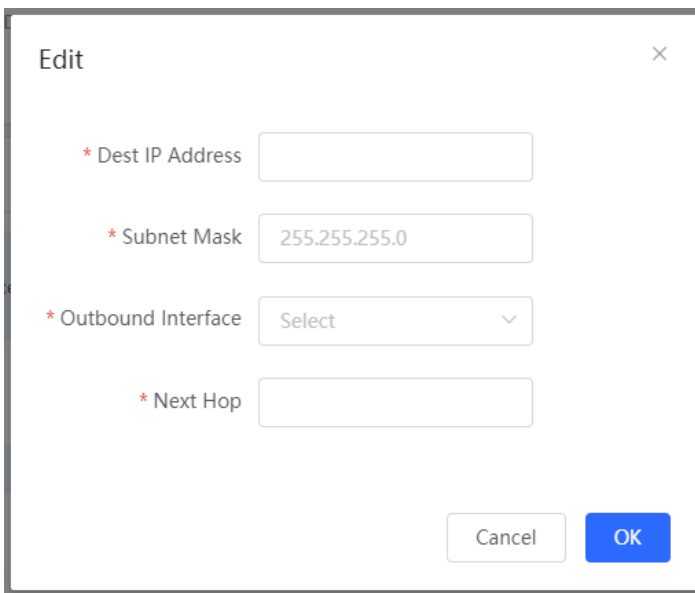 Edit
* Dest IP Address
* Subnet Mask 255.255.255.0
* Outbound Interface Select
* Next Hop
Cancel OK